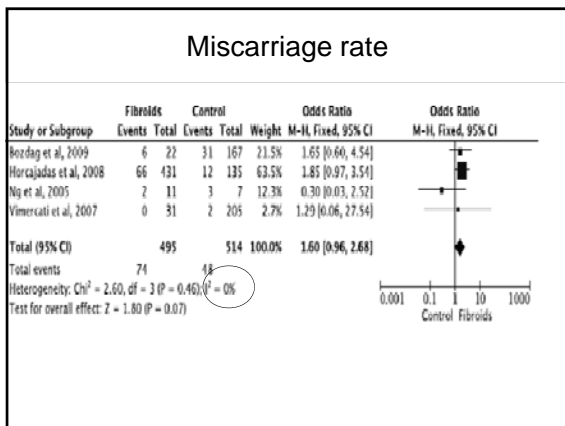 Miscarriage rate
Fibroids Control Odds Ratio Odds Ratio
Study or Subgroup Events Total Events Total Weight M-H, Fixed, 95% CI M-H, Fixed, 95% CI
Bozdag et al, 2009 6 22 31 167 21.5% 1.65 [0.60, 4.54]
Horcajadas et al, 2008 66 431 12 135 63.5% 1.85 [0.97, 3.54]
Ng et al, 2005 2 11 3 7 12.3% 0.30 [0.03, 2.52]
Vimercati et al, 2007 0 31 2 205 2.7% 1.29 [0.06, 27.54]
Total (95% CI) 495 514 100.0% 1.60 [0.96, 2.68]
Total events 74 48
Heterogeneity: Chi² = 2.60, df = 3 (P = 0.46); I² = 0%
Test for overall effect: Z = 1.80 (P = 0.07)
0.001 0.1 1 10 1000
Control Fibroids